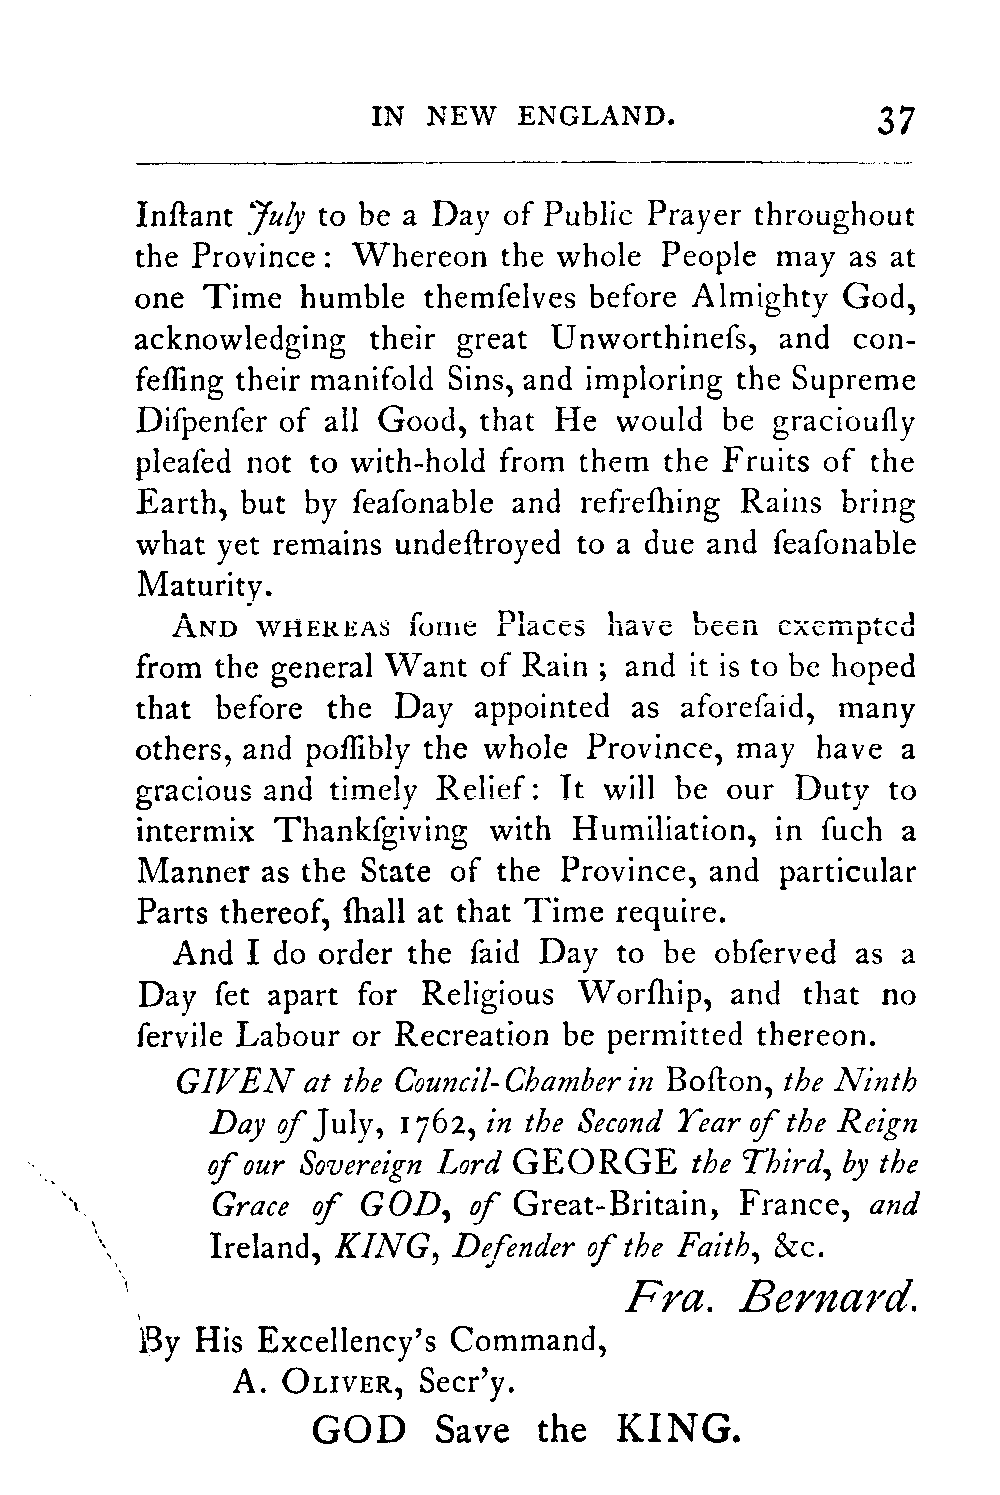 IN NEW ENGLAND. 37
Inſtant July to be a Day of Public Prayer throughout
the Province: Whereon the whole People may as at
one Time humble themſelves before Almighty God,
acknowledging their great Unworthineſs, and con-
feſſing their manifold Sins, and imploring the Supreme
Diſpenſer of all Good, that He would be graciouſly
pleaſed not to with-hold from them the Fruits of the
Earth, but by ſeaſonable and refreſhing Rains bring
what yet remains undeſtroyed to a due and ſeaſonable
Maturity.
AND WHEREAS ſome Places have been exempted
from the general Want of Rain; and it is to be hoped
that before the Day appointed as aforeſaid, many
others, and poſſibly the whole Province, may have a
gracious and timely Relief: It will be our Duty to
intermix Thankſgiving with Humiliation, in ſuch a
Manner as the State of the Province, and particular
Parts thereof, ſhall at that Time require.
And I do order the ſaid Day to be obſerved as a
Day ſet apart for Religious Worſhip, and that no
ſervile Labour or Recreation be permitted thereon.
GIVEN at the Council-Chamber in Boſton, the Ninth
Day of July, 1762, in the Second Year of the Reign
of our Sovereign Lord GEORGE the Third, by the
Grace of GOD, of Great-Britain, France, and
Ireland, KING, Defender of the Faith, &c.
Fra. Bernard.
By His Excellency's Command,
A. OLIVER, Secr'y.
GOD Save the KING.